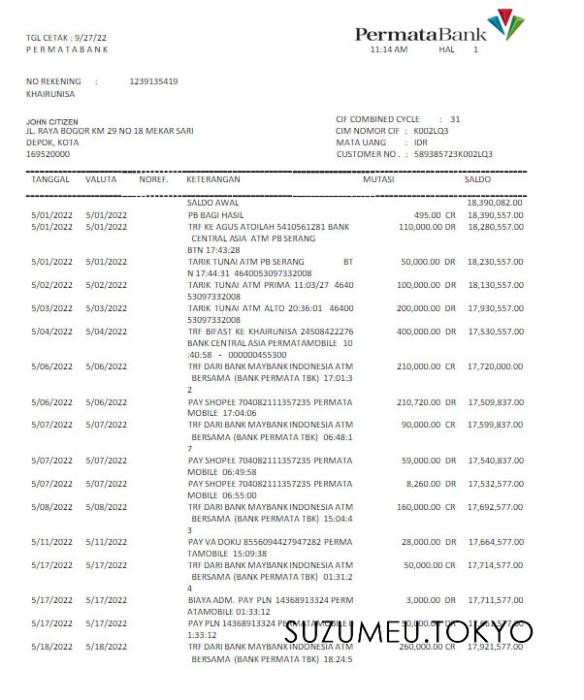 TGL CETAK : 9/27/22
PERMATABANK
PermataBank
11:14 AM HAL 1
NO REKENING : 1239135419
KHAIRUNISA
JOHN CITIZEN
JL. RAYA BOGOR KM 29 NO 18 MEKAR SARI
DEPOK, KOTA
169520000
CIF COMBINED CYCLE : 31
CIM NOMOR CIF : K002LQ3
MATA UANG : IDR
CUSTOMER NO. : 589385723K002LQ3
TANGGAL VALUTA NOREF. KETERANGAN MUTASI SALDO
SALDO AWAL 18,390,082.00
5/01/2022 5/01/2022 PB BAGI HASIL 495.00 CR 18,390,557.00
5/01/2022 5/01/2022 TRF KE AGUS ATOILAH 5410561281 BANK 110,000.00 DR 18,280,557.00
CENTRAL ASIA ATM PB SERANG
BTN 17:43:28
5/01/2022 5/01/2022 TARIK TUNAI ATM PB SERANG BT 50,000.00 DR 18,230,557.00
N 17:44:31 4640053097332008
5/02/2022 5/02/2022 TARIK TUNAI ATM PRIMA 11:03/27 4640 100,000.00 DR 18,130,557.00
53097332008
5/03/2022 5/03/2022 TARIK TUNAI ATM ALTO 20:36:01 46400 200,000.00 DR 17,930,557.00
53097332008
5/04/2022 5/04/2022 TRF BIFAST KE KHAIRUNISA 24508422276 400,000.00 DR 17,530,557.00
BANK CENTRAL ASIA PERMATAMOBILE 10
:40:58 - 000000455300
5/06/2022 5/06/2022 TRF DARI BANK MAYBANK INDONESIA ATM 210,000.00 CR 17,720,000.00
BERSAMA (BANK PERMATA TBK) 17:01:3
2
5/06/2022 5/06/2022 PAY SHOPEE 704082111357235 PERMATA 210,720.00 DR 17,509,837.00
MOBILE 17:04:06
5/07/2022 5/07/2022 TRF DARI BANK MAYBANK INDONESIA ATM 90,000.00 CR 17,599,837.00
BERSAMA (BANK PERMATA TBK) 06:48:1
7
5/07/2022 5/07/2022 PAY SHOPEE 704082111357235 PERMATA 59,000.00 DR 17,540,837.00
MOBILE 06:49:58
5/07/2022 5/07/2022 PAY SHOPEE 704082111357235 PERMATA 8,260.00 DR 17,532,577.00
MOBILE 06:55:00
5/08/2022 5/08/2022 TRF DARI BANK MAYBANK INDONESIA ATM 160,000.00 CR 17,692,577.00
BERSAMA (BANK PERMATA TBK) 15:04:4
3
5/11/2022 5/11/2022 PAY VA DOKU 8556094427947282 PERMA 28,000.00 DR 17,664,577.00
TAMOBILE 15:09:38
5/17/2022 5/17/2022 TRF DARI BANK MAYBANK INDONESIA ATM 50,000.00 CR 17,714,577.00
BERSAMA (BANK PERMATA TBK) 01:31:2
4
5/17/2022 5/17/2022 BIAYA ADM. PAY PLN 14368913324 PERM 3,000.00 DR 17,711,577.00
ATAMOBILE 01:33:12
5/17/2022 5/17/2022 PAY PLN 14368913324 PERMATAMOBILE
1:33:12
SUZUMEU.TOKYO
5/18/2022 5/18/2022 TRF DARI BANK MAYBANK INDONESIA ATM 260,000.00 CR 17,921,577.00
BERSAMA (BANK PERMATA TBK) 18:24:5